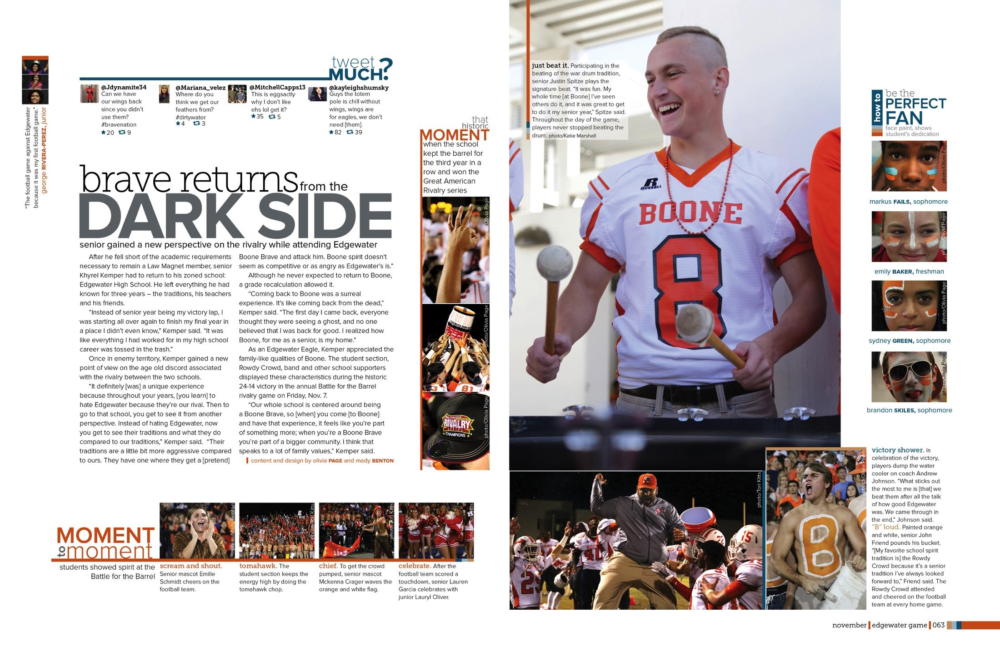 "The football game against Edgewater
because it was my first football game."
george RIVERA-PEREZ, junior
tweet
MUCH?
@Jdynamite34
Can we have
our wings back
since you didn't
use them?
#bravenation
20 9
@Mariana_velez
Where do you
think we get our
feathers from?
#dirtywater
4 3
@MitchellCapps13
This is eggsactly
why I don't like
ehs lol get it?
35 5
@kayleighshumsky
Guys the totem
pole is chill without
wings, wings are
for eagles, we don't
need [them].
82 39
brave returns from the
DARK SIDE
senior gained a new perspective on the rivalry while attending Edgewater
After he fell short of the academic requirements
necessary to remain a Law Magnet member, senior
Khyrel Kemper had to return to his zoned school:
Edgewater High School. He left everything he had
known for three years – the traditions, his teachers
and his friends.
"Instead of senior year being my victory lap, I
was starting all over again to finish my final year in
a place I didn't even know," Kemper said. "It was
like everything I had worked for in my high school
career was tossed in the trash."
Once in enemy territory, Kemper gained a new
point of view on the age old discord associated
with the rivalry between the two schools.
"It definitely [was] a unique experience
because throughout your years, [you learn] to
hate Edgewater because they're our rival. Then to
go to that school, you get to see it from another
perspective. Instead of hating Edgewater, now
you get to see their traditions and what they do
compared to our traditions," Kemper said. "Their
traditions are a little bit more aggressive compared
to ours. They have one where they get a [pretend]
Boone Brave and attack him. Boone spirit doesn't
seem as competitive or as angry as Edgewater's is."
Although he never expected to return to Boone,
a grade recalculation allowed it.
"Coming back to Boone was a surreal
experience. It's like coming back from the dead,"
Kemper said. "The first day I came back, everyone
thought they were seeing a ghost, and no one
believed that I was back for good. I realized how
Boone, for me as a senior, is my home."
As an Edgewater Eagle, Kemper appreciated the
family-like qualities of Boone. The student section,
Rowdy Crowd, band and other school supporters
displayed these characteristics during the historic
24-14 victory in the annual Battle for the Barrel
rivalry game on Friday, Nov. 7.
"Our whole school is centered around being
a Boone Brave, so [when] you come [to Boone]
and have that experience, it feels like you're part
of something more; when you're a Boone Brave
you're part of a bigger community. I think that
speaks to a lot of family values," Kemper said.
content and design by olivia PAGE and mady BENTON
that
historic
MOMENT
when the school
kept the barrel for
the third year in a
row and won the
Great American
Rivalry series
photo/Olivia Page
photo/Olivia Page
81
3
photo/Olivia Page
GREAT AMERICAN
RIVALRY
SERIES
CHAMPIONS
MOMENT
to moment
students showed spirit at the
Battle for the Barrel
photo/Mady Benton
scream and shout.
Senior mascot Emilie
Schmidt cheers on the
football team.
photo/Tori Kitts
tomahawk. The
student section keeps the
energy high by doing the
tomahawk chop.
photo/Tori Kitts
chief. To get the crowd
pumped, senior mascot
Mckenna Crager waves the
orange and white flag.
photo/Tori Kitts
celebrate. After the
football team scored a
touchdown, senior Lauren
Garcia celebrates with
junior Lauryl Oliver.
just beat it. Participating in the
beating of the war drum tradition,
senior Justin Spitze plays the
signature beat. "It was fun. My
whole time [at Boone] I've seen
others do it, and it was great to get
to do it my senior year," Spitze said.
Throughout the day of the game,
players never stopped beating the
drum. photo/Katie Marshall
R
RUSSELL
BOONE
8
how to
be the
PERFECT
FAN
face paint, shows
student's dedication
photo/Olivia Page
markus FAILS, sophomore
photo/Olivia Page
emily BAKER, freshman
photo/Olivia Page
sydney GREEN, sophomore
photo/Olivia Page
brandon SKILES, sophomore
photo/Tori Kitts
BOONE
40
15
22
25
photo/Olivia Page
B
victory shower. In
celebration of the victory,
players dump the water
cooler on coach Andrew
Johnson. "What sticks out
the most to me is [that] we
beat them after all the talk
of how good Edgewater
was. We came through in
the end," Johnson said.
"B" loud. Painted orange
and white, senior John
Friend pounds his bucket.
"[My favorite school spirit
tradition is] the Rowdy
Crowd because it's a senior
tradition I've always looked
forward to," Friend said. The
Rowdy Crowd attended
and cheered on the football
team at every home game.
november | edgewater game | 063